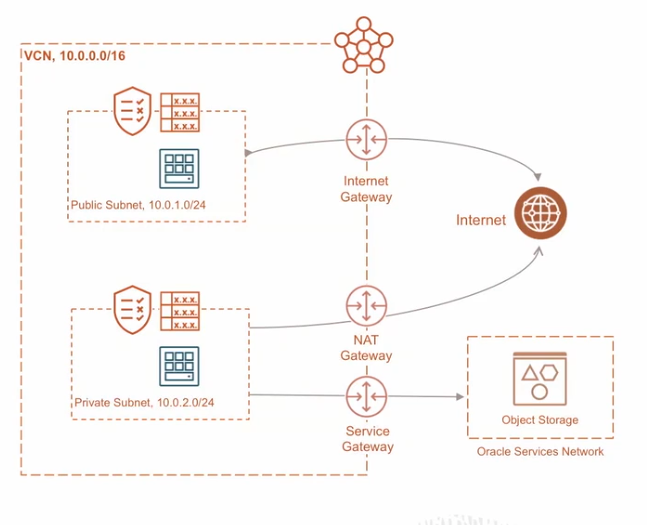 VCN, 10.0.0.0/16
x.x.x.
x.x.x.
x.x.x.
Public Subnet, 10.0.1.0/24
Internet
Gateway
Internet
x.x.x.
x.x.x.
x.x.x.
Private Subnet, 10.0.2.0/24
NAT
Gateway
Service
Gateway
Object Storage
Oracle Services Network